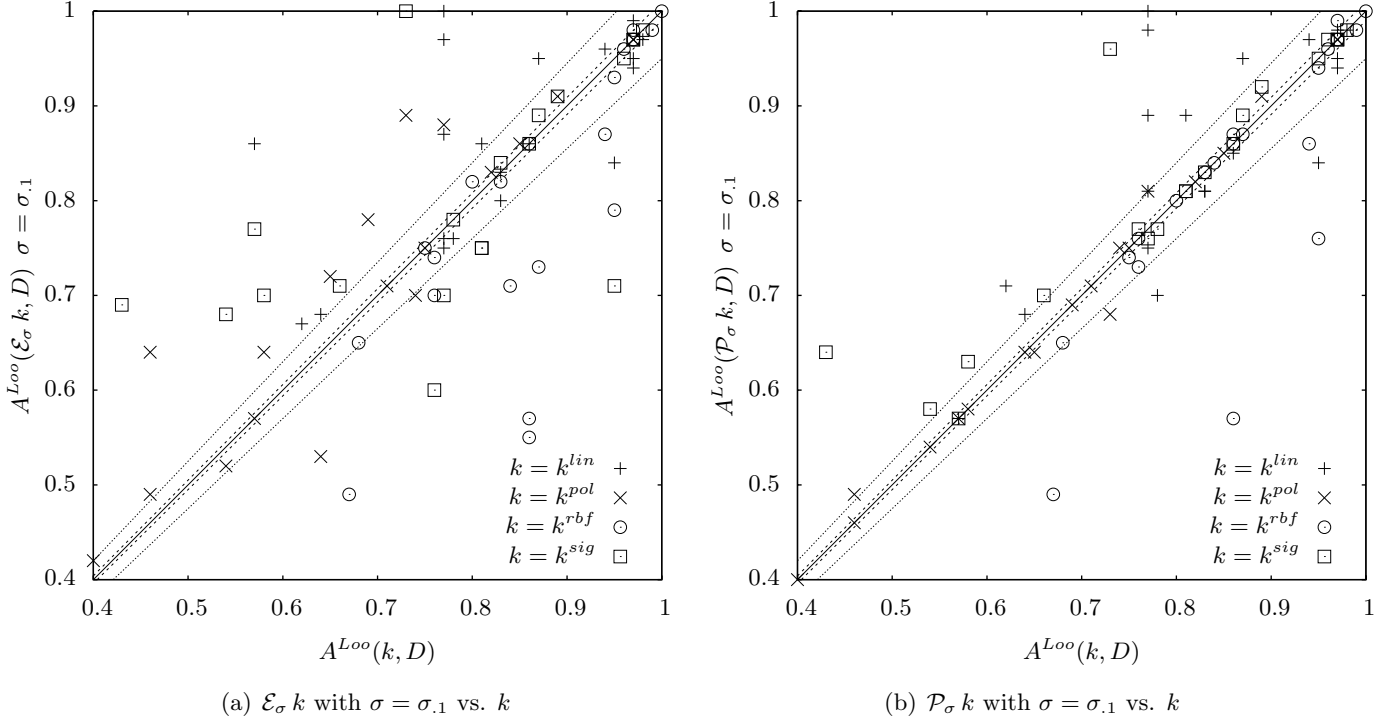 1
0.9
0.8
0.7
0.6
0.5
0.4
0.4 0.5 0.6 0.7 0.8 0.9 1
A^{Loo}(ℰ_σ k, D) σ = σ_{.1}
A^{Loo}(k, D)
k = k^{lin}
k = k^{pol}
k = k^{rbf}
k = k^{sig}
(a) ℰ_σ k with σ = σ_{.1} vs. k
1
0.9
0.8
0.7
0.6
0.5
0.4
0.4 0.5 0.6 0.7 0.8 0.9 1
A^{Loo}(𝒫_σ k, D) σ = σ_{.1}
A^{Loo}(k, D)
k = k^{lin}
k = k^{pol}
k = k^{rbf}
k = k^{sig}
(b) 𝒫_σ k with σ = σ_{.1} vs. k